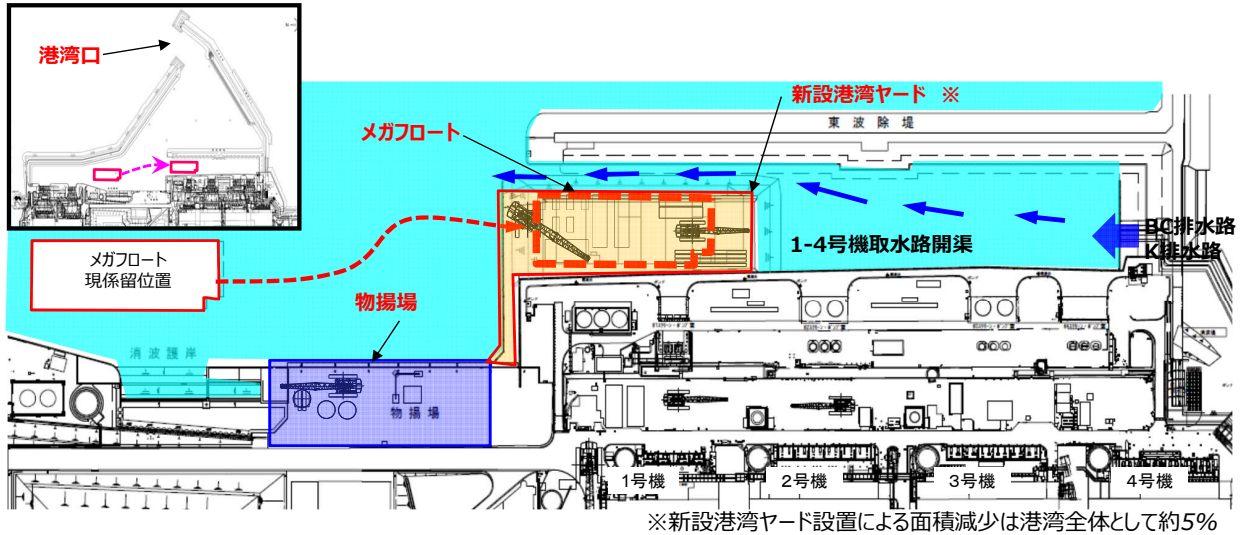 港湾口
新設港湾ヤード ※
東波除堤
メガフロート
BC排水路
K排水路
1-4号機取水路開渠
メガフロート
現係留位置
物揚場
消波護岸
物揚場
1号機
2号機
3号機
4号機
※新設港湾ヤード設置による面積減少は港湾全体として約5%